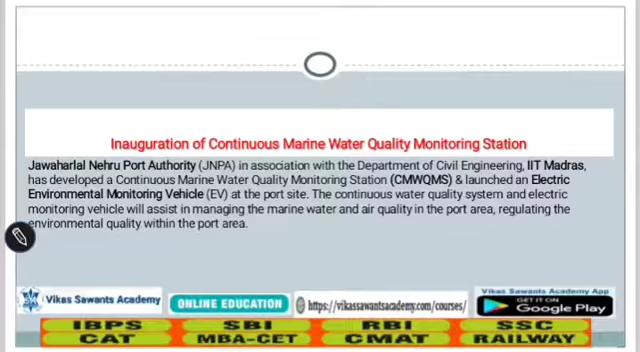 Inauguration of Continuous Marine Water Quality Monitoring Station
Jawaharlal Nehru Port Authority (JNPA) in association with the Department of Civil Engineering, IIT Madras,
has developed a Continuous Marine Water Quality Monitoring Station (CMWQMS) & launched an Electric
Environmental Monitoring Vehicle (EV) at the port site. The continuous water quality system and electric
monitoring vehicle will assist in managing the marine water and air quality in the port area, regulating the
environmental quality within the port area.
Vikas Sawants Academy App
Vikas Sawants Academy
ONLINE EDUCATION
https://vikassawantsacademy.com/courses/
GET IT ON
Google Play
IBPS SBI RBI SSC
CAT MBA-CET CMAT RAILWAY